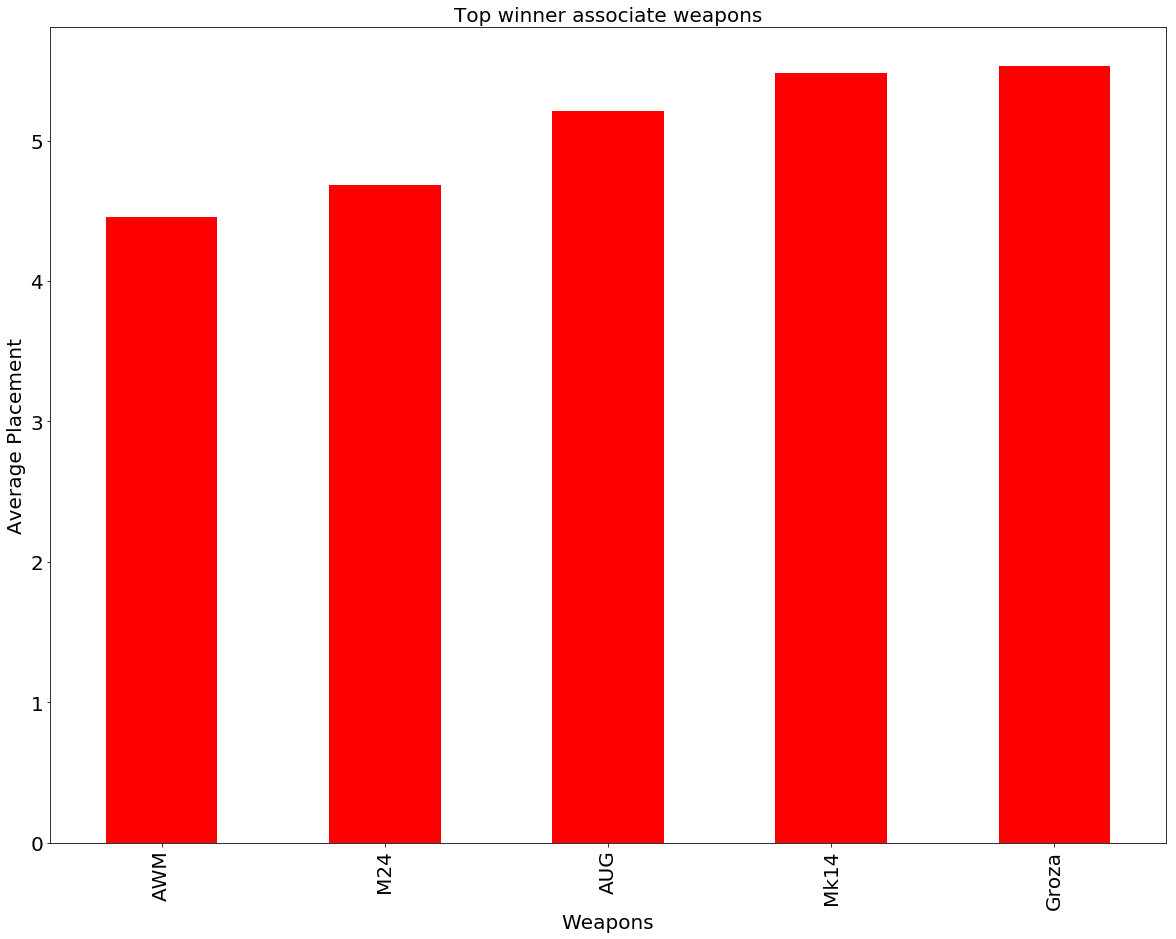 Top winner associate weapons
Average Placement
5
4
3
2
1
0
AWM
M24
AUG
Mk14
Groza
Weapons